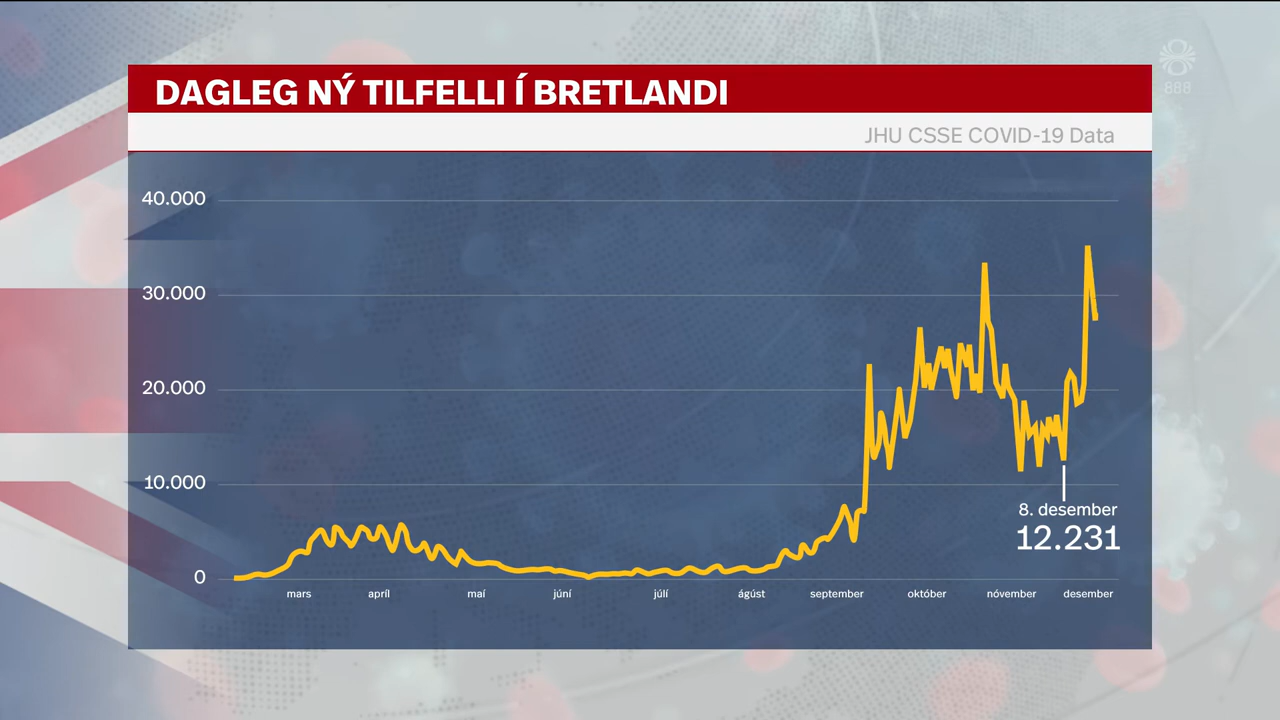 DAGLEG NÝ TILFELLI Í BRETLANDI
888
JHU CSSE COVID-19 Data
40.000
30.000
20.000
10.000
0
8. desember
12.231
mars apríl maí júní júlí ágúst september október nóvember desember